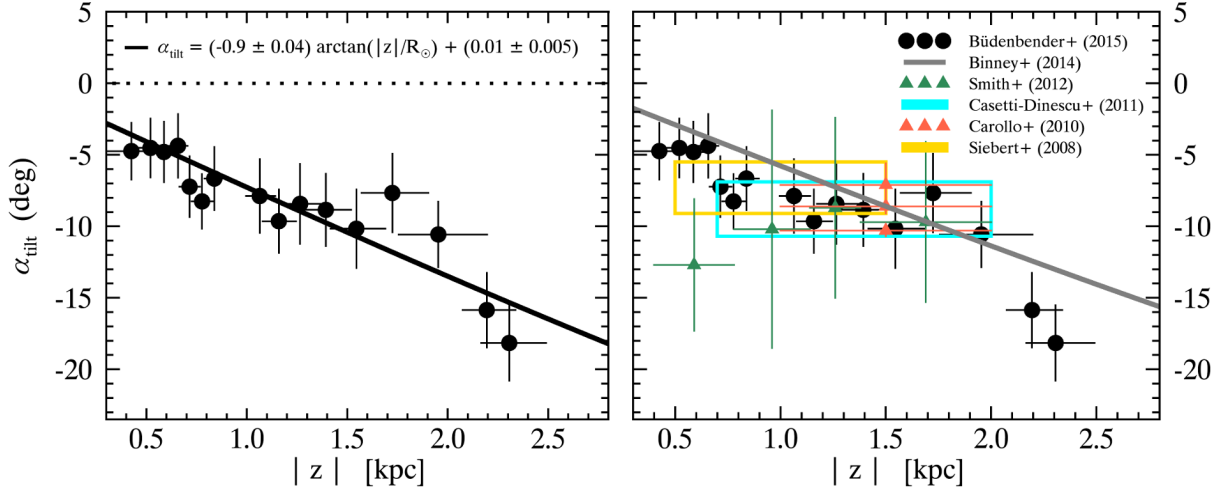 α_tilt = (-0.9 ± 0.04) arctan(|z|/R_☉) + (0.01 ± 0.005)
α_tilt (deg)
0
-5
-10
-15
-20
0.5 1.0 1.5 2.0 2.5
| z | [kpc]
Büdenbender+ (2015)
Binney+ (2014)
Smith+ (2012)
Casetti-Dinescu+ (2011)
Carollo+ (2010)
Siebert+ (2008)
5
0
-5
-10
-15
-20
0.5 1.0 1.5 2.0 2.5
| z | [kpc]